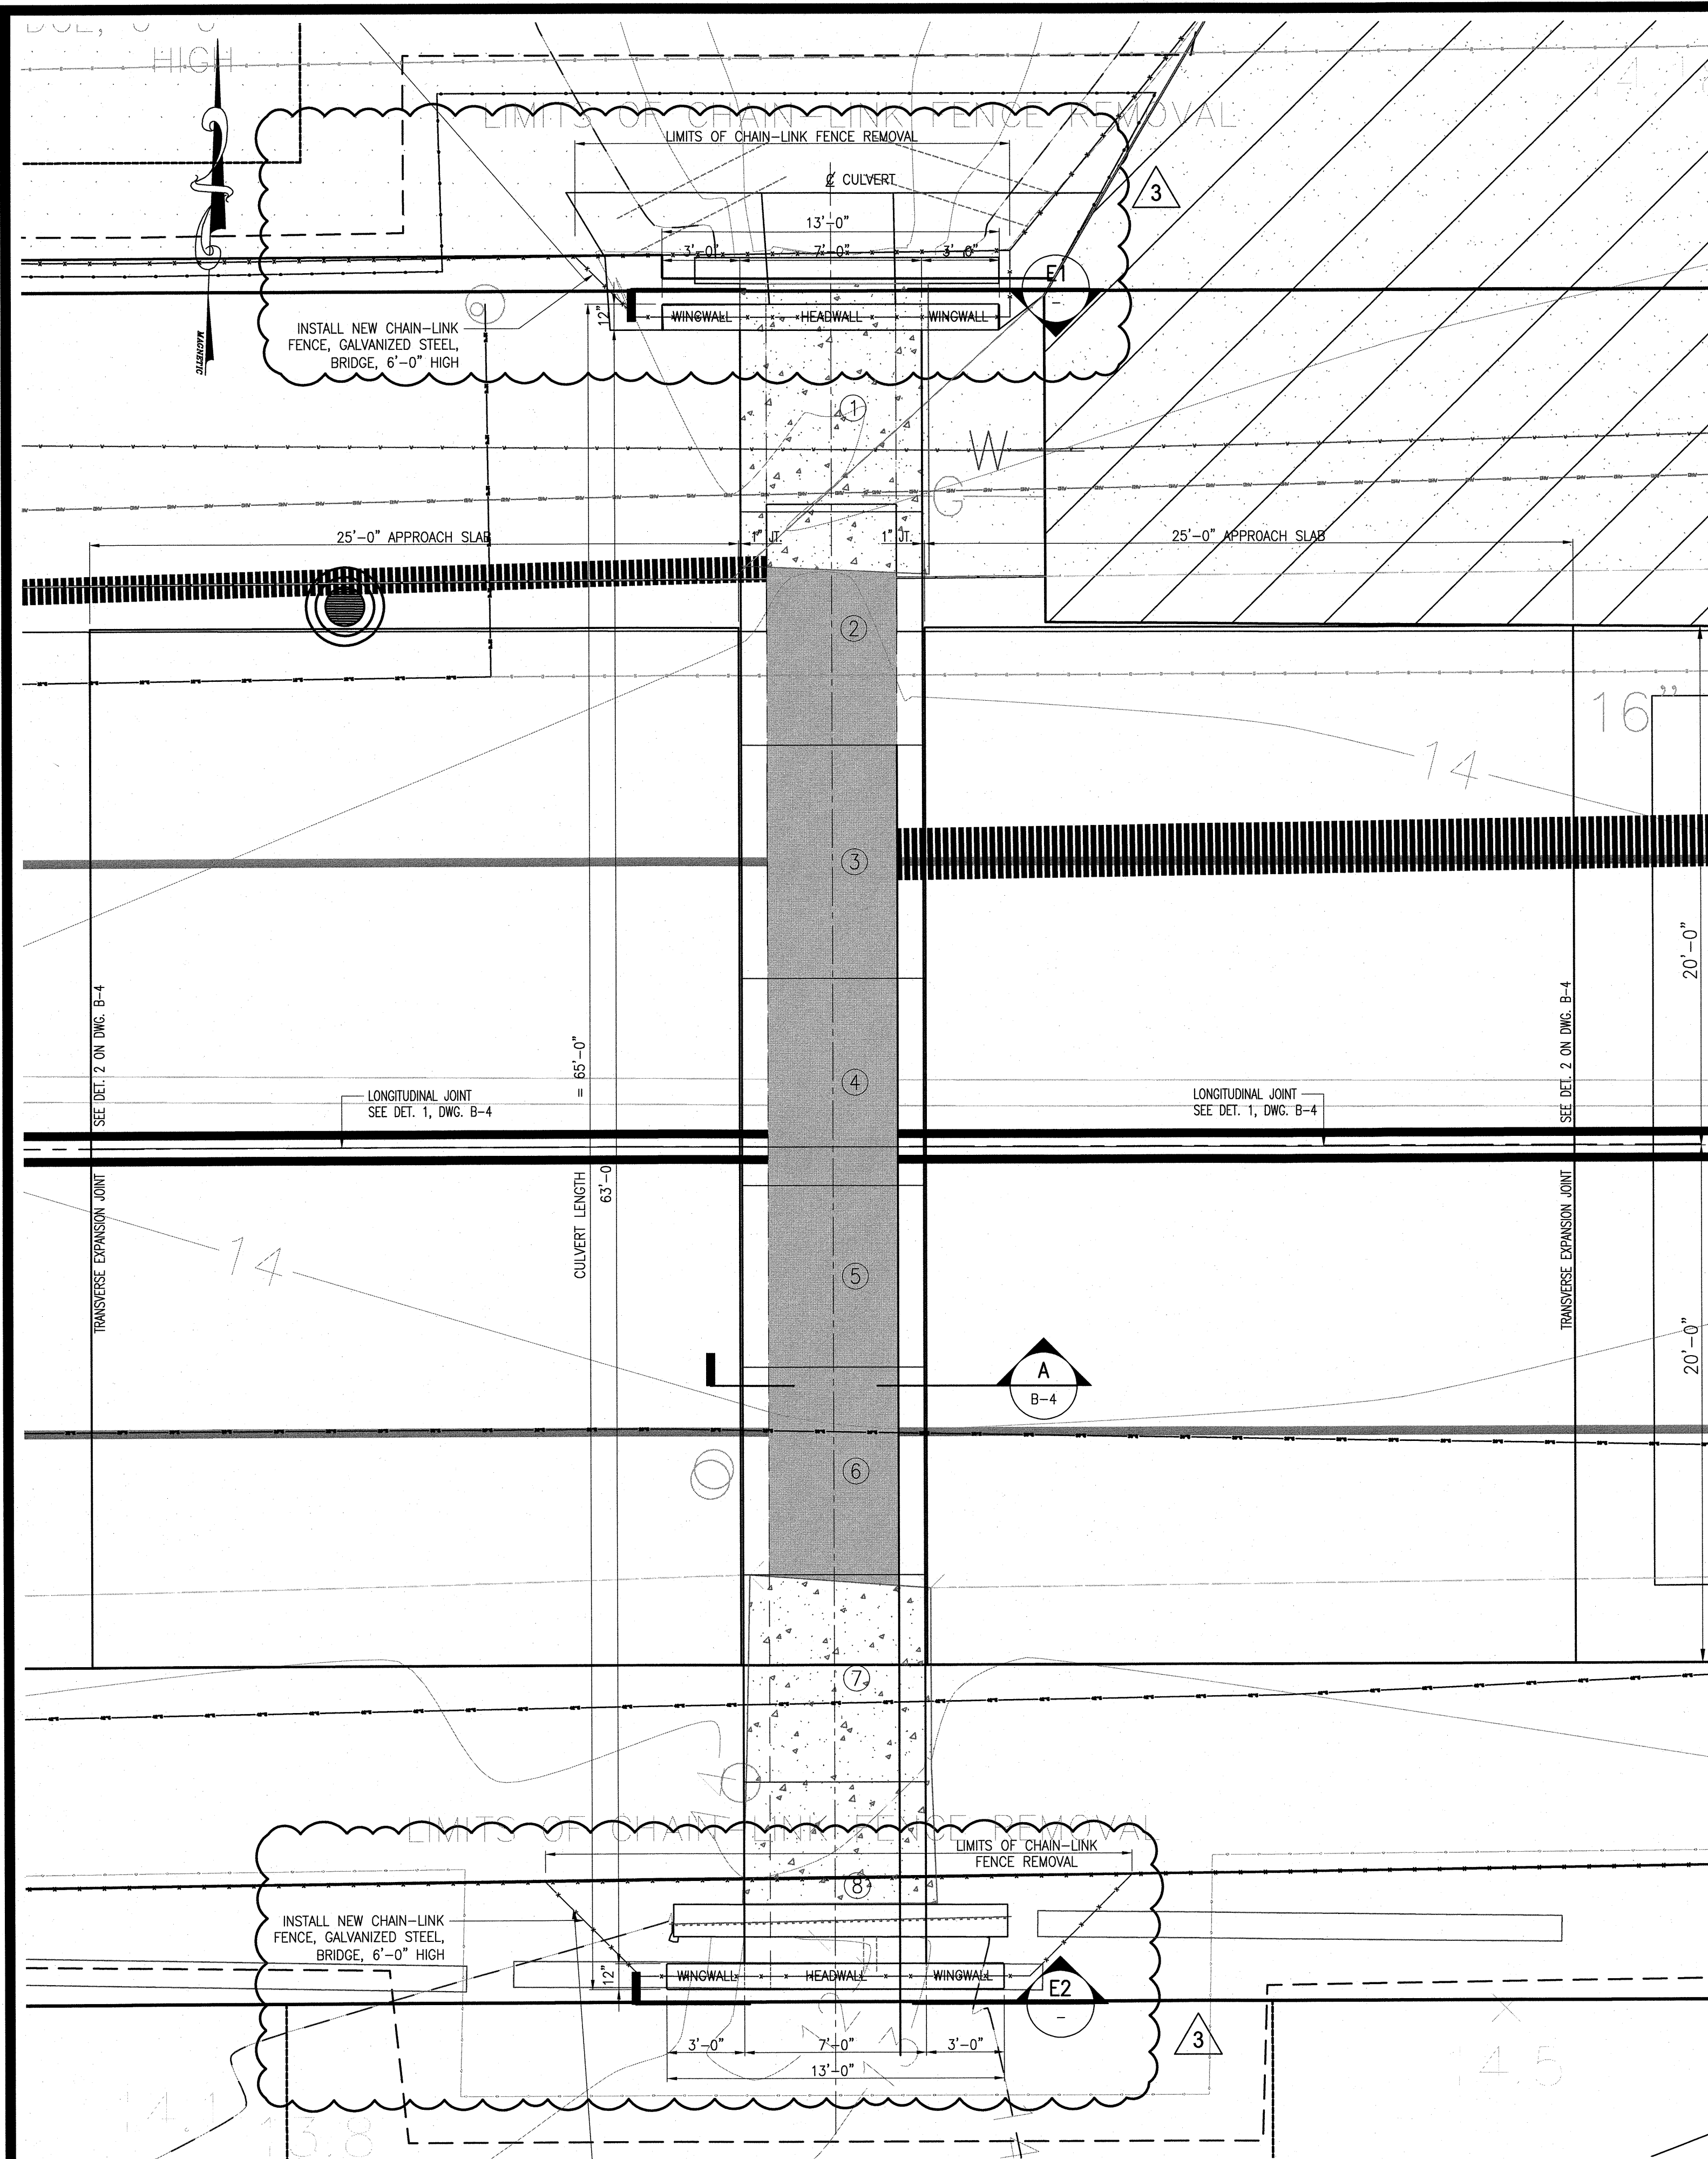 HIGH
LIMITS OF CHAIN-LINK FENCE REMOVAL
LIMITS OF CHAIN-LINK FENCE REMOVAL
℄ CULVERT
3
13'-0"
3'-0" 7'-0" 3'-0"
E1
-
12"
WINGWALL HEADWALL WINGWALL
INSTALL NEW CHAIN-LINK
FENCE, GALVANIZED STEEL,
BRIDGE, 6'-0" HIGH
MAGNETIC
1
W
G
25'-0" APPROACH SLAB
1" JT.
1" JT.
25'-0" APPROACH SLAB
2
16"
14
3
20'-0"
SEE DET. 2 ON DWG. B-4
TRANSVERSE EXPANSION JOINT
CULVERT LENGTH = 65'-0"
63'-0
4
LONGITUDINAL JOINT
SEE DET. 1, DWG. B-4
LONGITUDINAL JOINT
SEE DET. 1, DWG. B-4
SEE DET. 2 ON DWG. B-4
TRANSVERSE EXPANSION JOINT
14
5
20'-0"
A
B-4
6
7
LIMITS OF CHAIN-LINK FENCE REMOVAL
LIMITS OF CHAIN-LINK
FENCE REMOVAL
8
INSTALL NEW CHAIN-LINK
FENCE, GALVANIZED STEEL,
BRIDGE, 6'-0" HIGH
12"
WINGWALL HEADWALL WINGWALL
E2
-
3
3'-0" 7'-0" 3'-0"
13'-0"
14.5
14.1
13.8